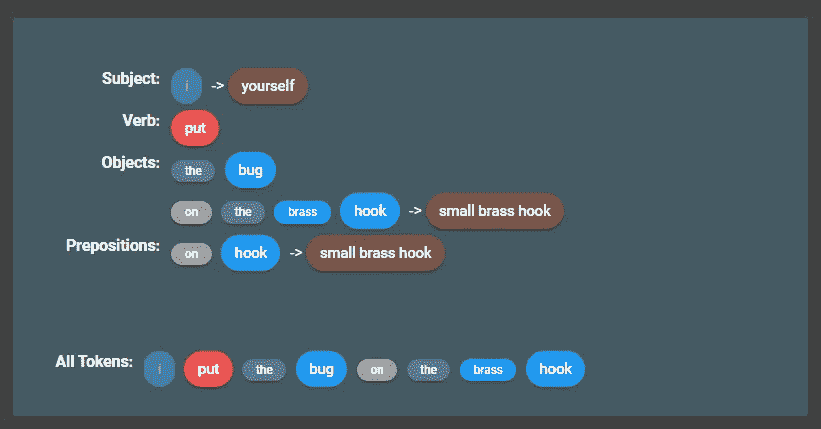 Subject: i -> yourself
Verb: put
Objects: the bug
on the brass hook -> small brass hook
Prepositions: on hook -> small brass hook
All Tokens: i put the bug on the brass hook